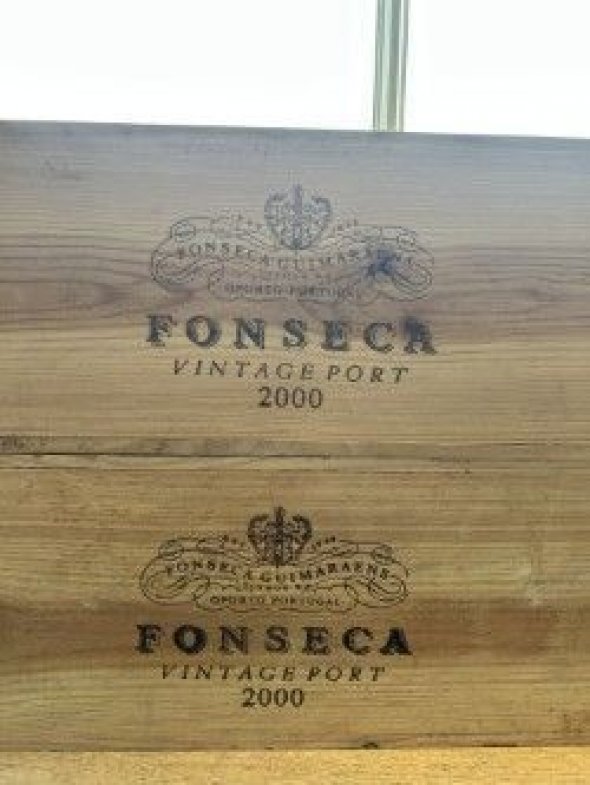 FONSECA GUIMARAENS
OPORTO PORTUGAL
FONSECA
VINTAGE PORT
2000
FONSECA GUIMARAENS
OPORTO PORTUGAL
FONSECA
VINTAGE PORT
2000